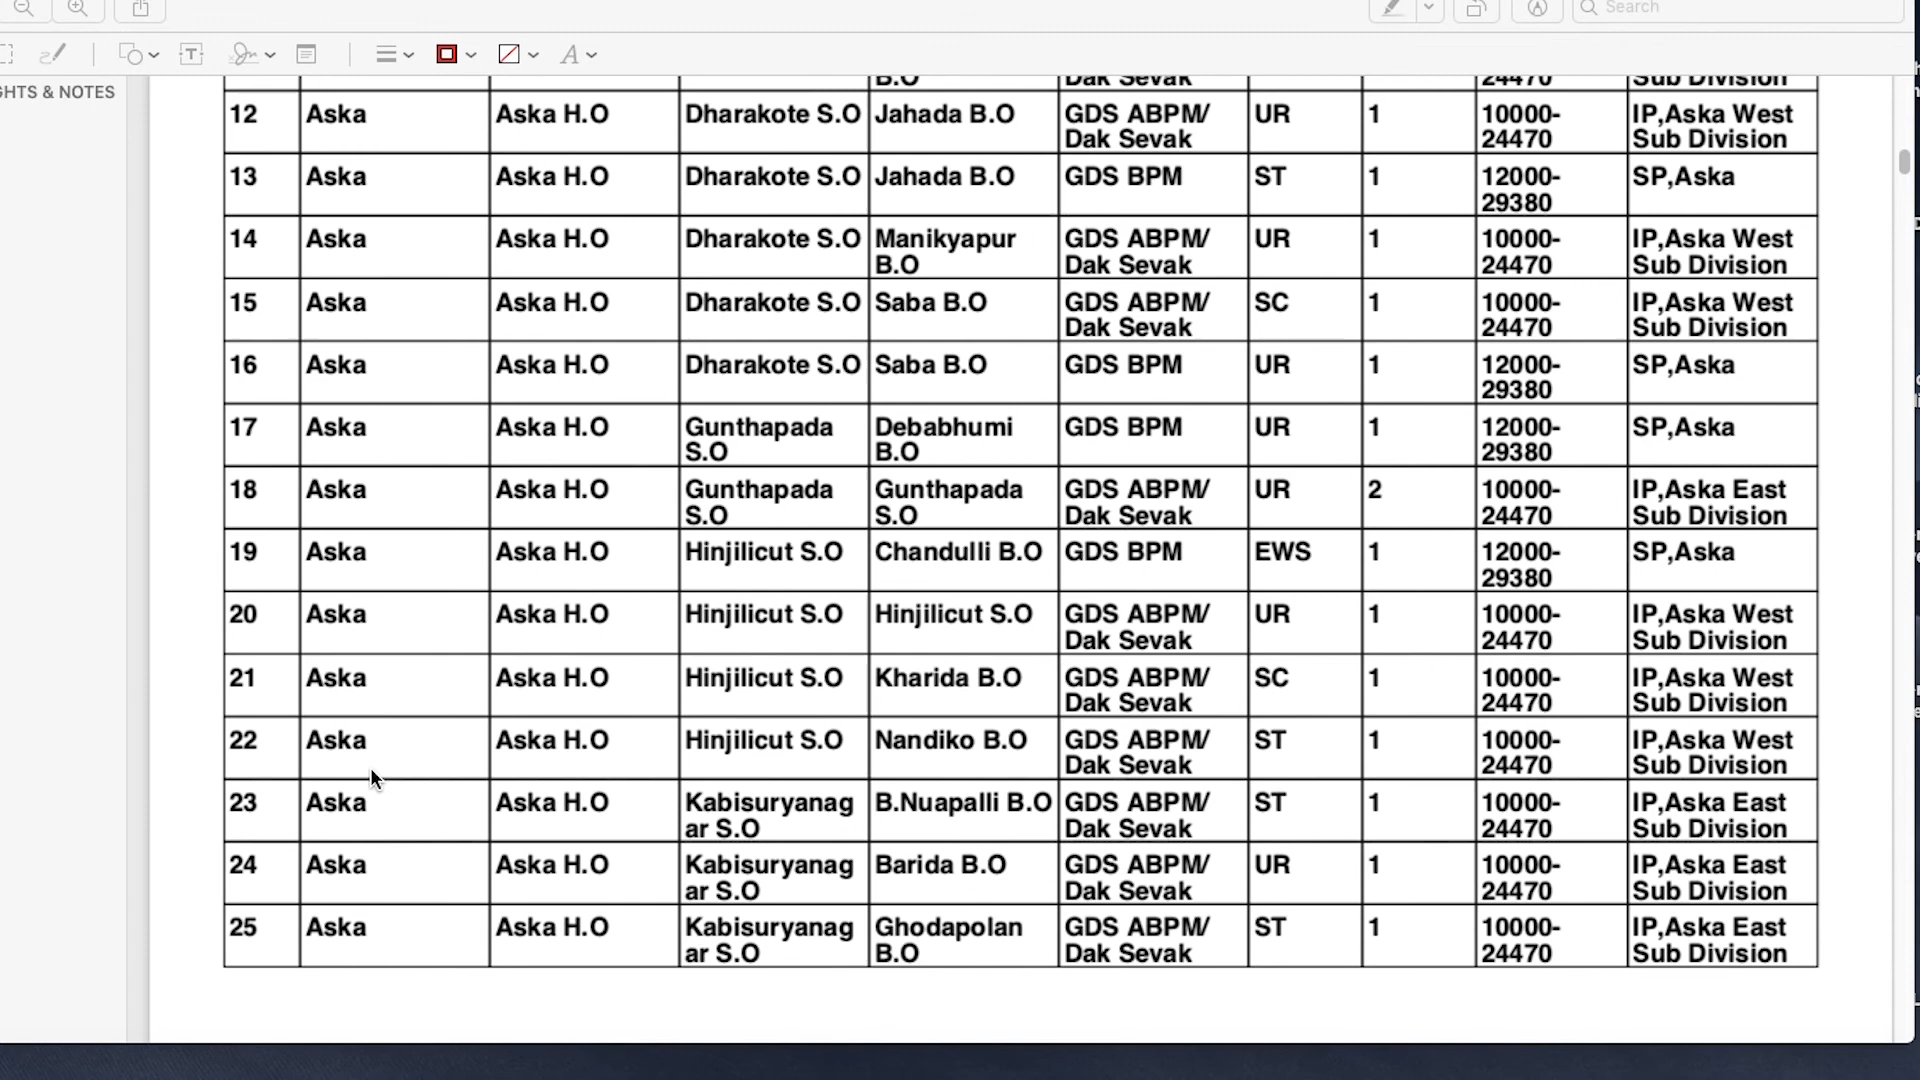 Search
GHTS & NOTES
B.O Dak Sevak 24470 Sub Division
12 Aska Aska H.O Dharakote S.O Jahada B.O GDS ABPM/ UR 1 10000- IP,Aska West
Dak Sevak 24470 Sub Division
13 Aska Aska H.O Dharakote S.O Jahada B.O GDS BPM ST 1 12000- SP,Aska
29380
14 Aska Aska H.O Dharakote S.O Manikyapur GDS ABPM/ UR 1 10000- IP,Aska West
B.O Dak Sevak 24470 Sub Division
15 Aska Aska H.O Dharakote S.O Saba B.O GDS ABPM/ SC 1 10000- IP,Aska West
Dak Sevak 24470 Sub Division
16 Aska Aska H.O Dharakote S.O Saba B.O GDS BPM UR 1 12000- SP,Aska
29380
17 Aska Aska H.O Gunthapada Debabhumi GDS BPM UR 1 12000- SP,Aska
S.O B.O 29380
18 Aska Aska H.O Gunthapada Gunthapada GDS ABPM/ UR 2 10000- IP,Aska East
S.O S.O Dak Sevak 24470 Sub Division
19 Aska Aska H.O Hinjilicut S.O Chandulli B.O GDS BPM EWS 1 12000- SP,Aska
29380
20 Aska Aska H.O Hinjilicut S.O Hinjilicut S.O GDS ABPM/ UR 1 10000- IP,Aska West
Dak Sevak 24470 Sub Division
21 Aska Aska H.O Hinjilicut S.O Kharida B.O GDS ABPM/ SC 1 10000- IP,Aska West
Dak Sevak 24470 Sub Division
22 Aska Aska H.O Hinjilicut S.O Nandiko B.O GDS ABPM/ ST 1 10000- IP,Aska West
Dak Sevak 24470 Sub Division
23 Aska Aska H.O Kabisuryanag B.Nuapalli B.O GDS ABPM/ ST 1 10000- IP,Aska East
ar S.O Dak Sevak 24470 Sub Division
24 Aska Aska H.O Kabisuryanag Barida B.O GDS ABPM/ UR 1 10000- IP,Aska East
ar S.O Dak Sevak 24470 Sub Division
25 Aska Aska H.O Kabisuryanag Ghodapolan GDS ABPM/ ST 1 10000- IP,Aska East
ar S.O B.O Dak Sevak 24470 Sub Division